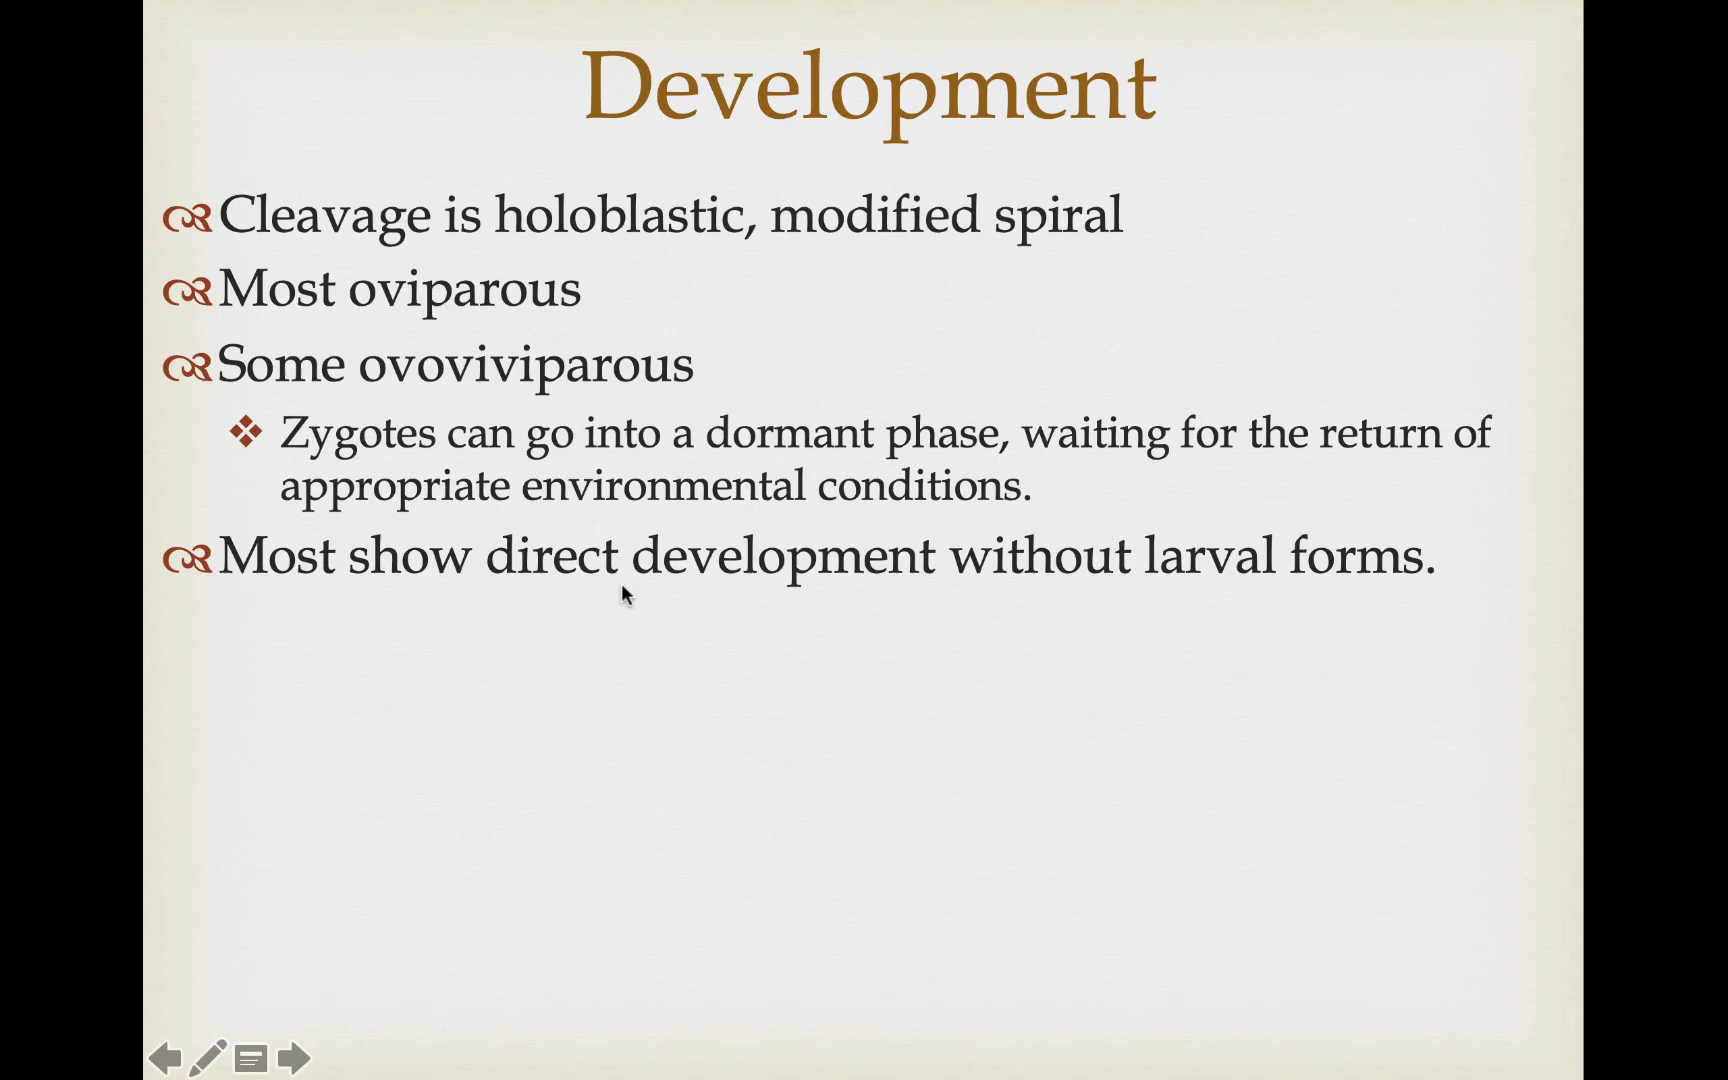 Development
Cleavage is holoblastic, modified spiral
Most oviparous
Some ovoviviparous
Zygotes can go into a dormant phase, waiting for the return of
appropriate environmental conditions.
Most show direct development without larval forms.